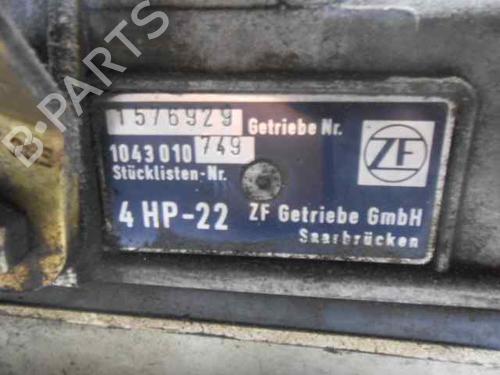 B-PARTS
1576929 Getriebe Nr.
ZF
1043 010 749
Stücklisten-Nr.
4 HP-22 ZF Getriebe GmbH
Saarbrücken